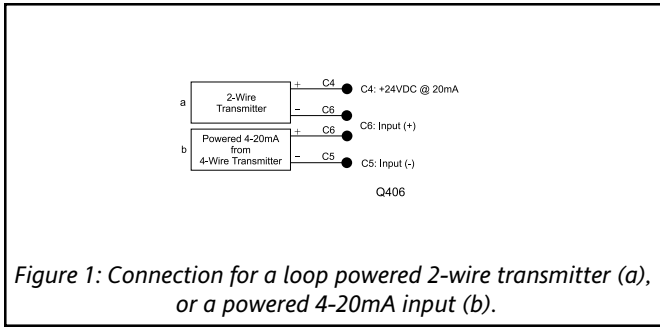 + C4
C4: +24VDC @ 20mA
a
2-Wire
Transmitter
- C6
C6: Input (+)
+ C6
b
Powered 4-20mA
from
4-Wire Transmitter
- C5
C5: Input (-)
Q406
Figure 1: Connection for a loop powered 2-wire transmitter (a),
or a powered 4-20mA input (b).